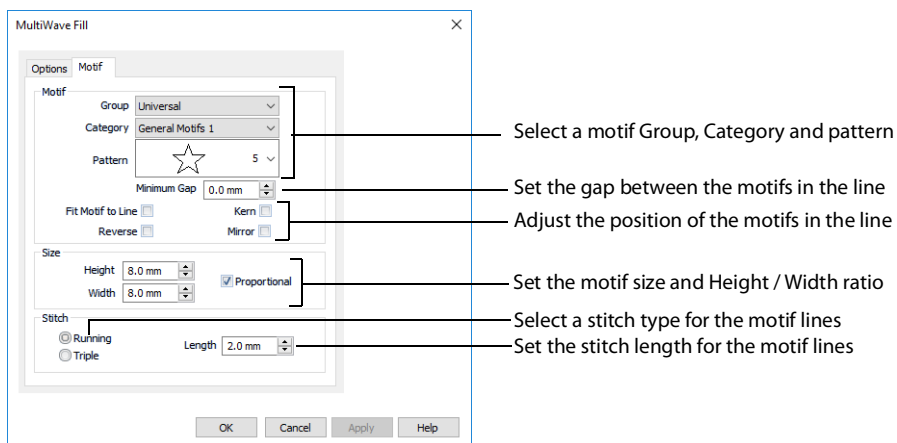 MultiWave Fill
Options Motif
Motif
Group Universal
Category General Motifs 1
Select a motif Group, Category and pattern
Pattern 5
Minimum Gap 0.0 mm
Set the gap between the motifs in the line
Fit Motif to Line Kern
Adjust the position of the motifs in the line
Reverse Mirror
Size
Height 8.0 mm
Proportional
Set the motif size and Height / Width ratio
Width 8.0 mm
Stitch
Select a stitch type for the motif lines
Running
Length 2.0 mm
Set the stitch length for the motif lines
Triple
OK Cancel Apply Help